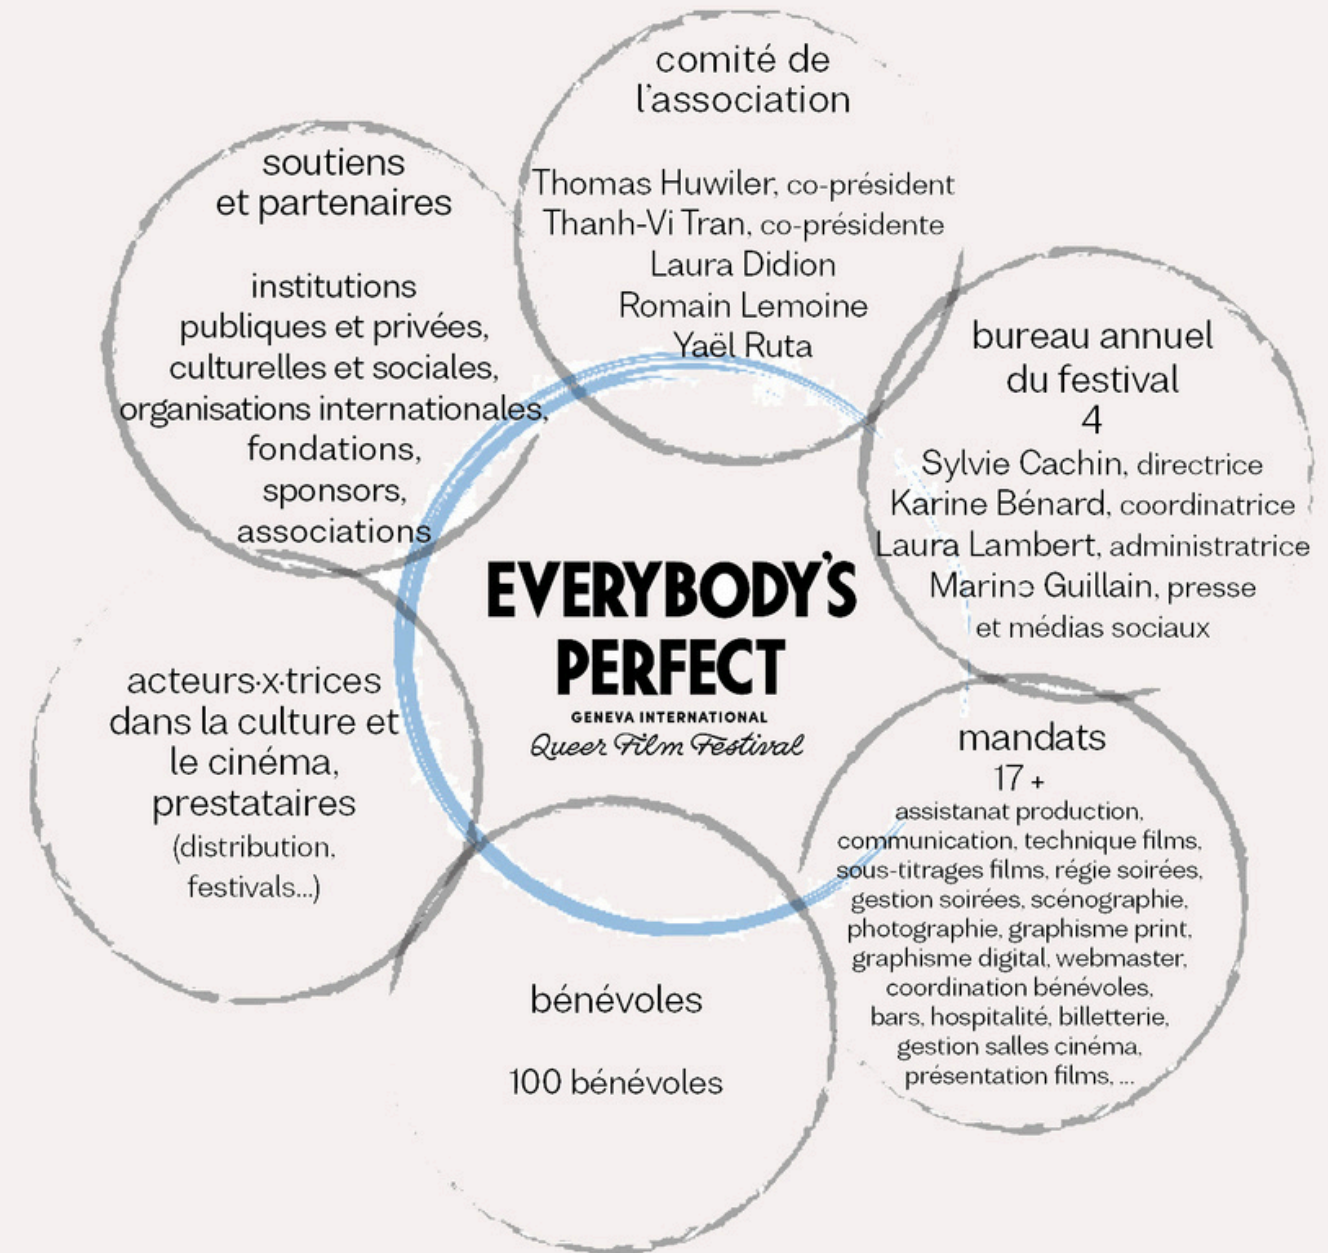 comité de
l'association
Thomas Huwiler, co-président
Thanh-Vi Tran, co-présidente
Laura Didion
Romain Lemoine
Yaël Ruta
soutiens
et partenaires
institutions
publiques et privées,
culturelles et sociales,
organisations internationales,
fondations,
sponsors,
associations
bureau annuel
du festival
4
Sylvie Cachin, directrice
Karine Bénard, coordinatrice
Laura Lambert, administratrice
Marine Guillain, presse
et médias sociaux
EVERYBODY'S
PERFECT
GENEVA INTERNATIONAL
Queer Film Festival
acteurs·x·trices
dans la culture et
le cinéma,
prestataires
(distribution,
festivals...)
mandats
17 +
assistanat production,
communication, technique films,
sous-titrages films, régie soirées,
gestion soirées, scénographie,
photographie, graphisme print,
graphisme digital, webmaster,
coordination bénévoles,
bars, hospitalité, billetterie,
gestion salles cinéma,
présentation films, ...
bénévoles
100 bénévoles